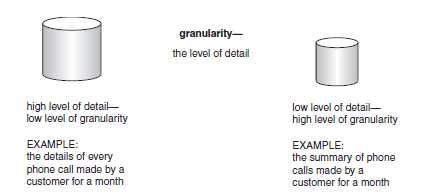 granularity—
the level of detail
high level of detail—
low level of granularity
EXAMPLE:
the details of every
phone call made by a
customer for a month
low level of detail—
high level of granularity
EXAMPLE:
the summary of phone
calls made by a
customer for a month